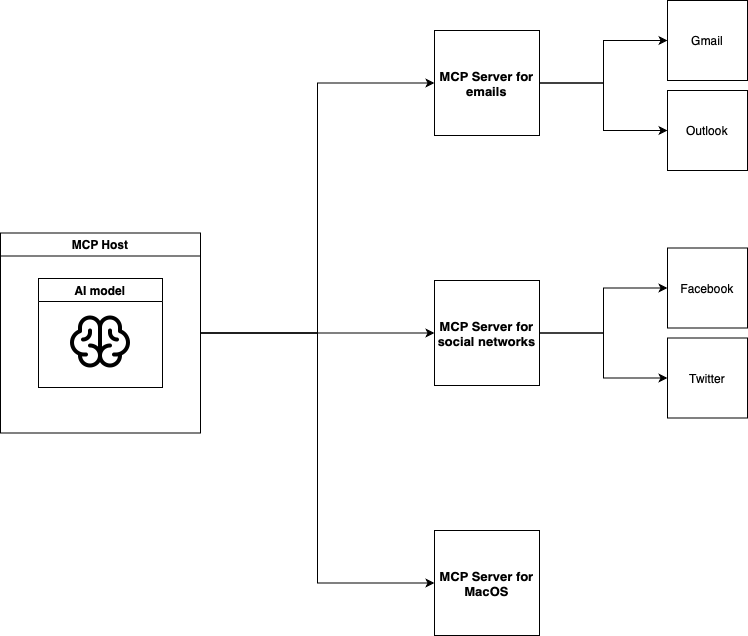 MCP Host
AI model
MCP Server for
emails
Gmail
Outlook
MCP Server for
social networks
Facebook
Twitter
MCP Server for
MacOS